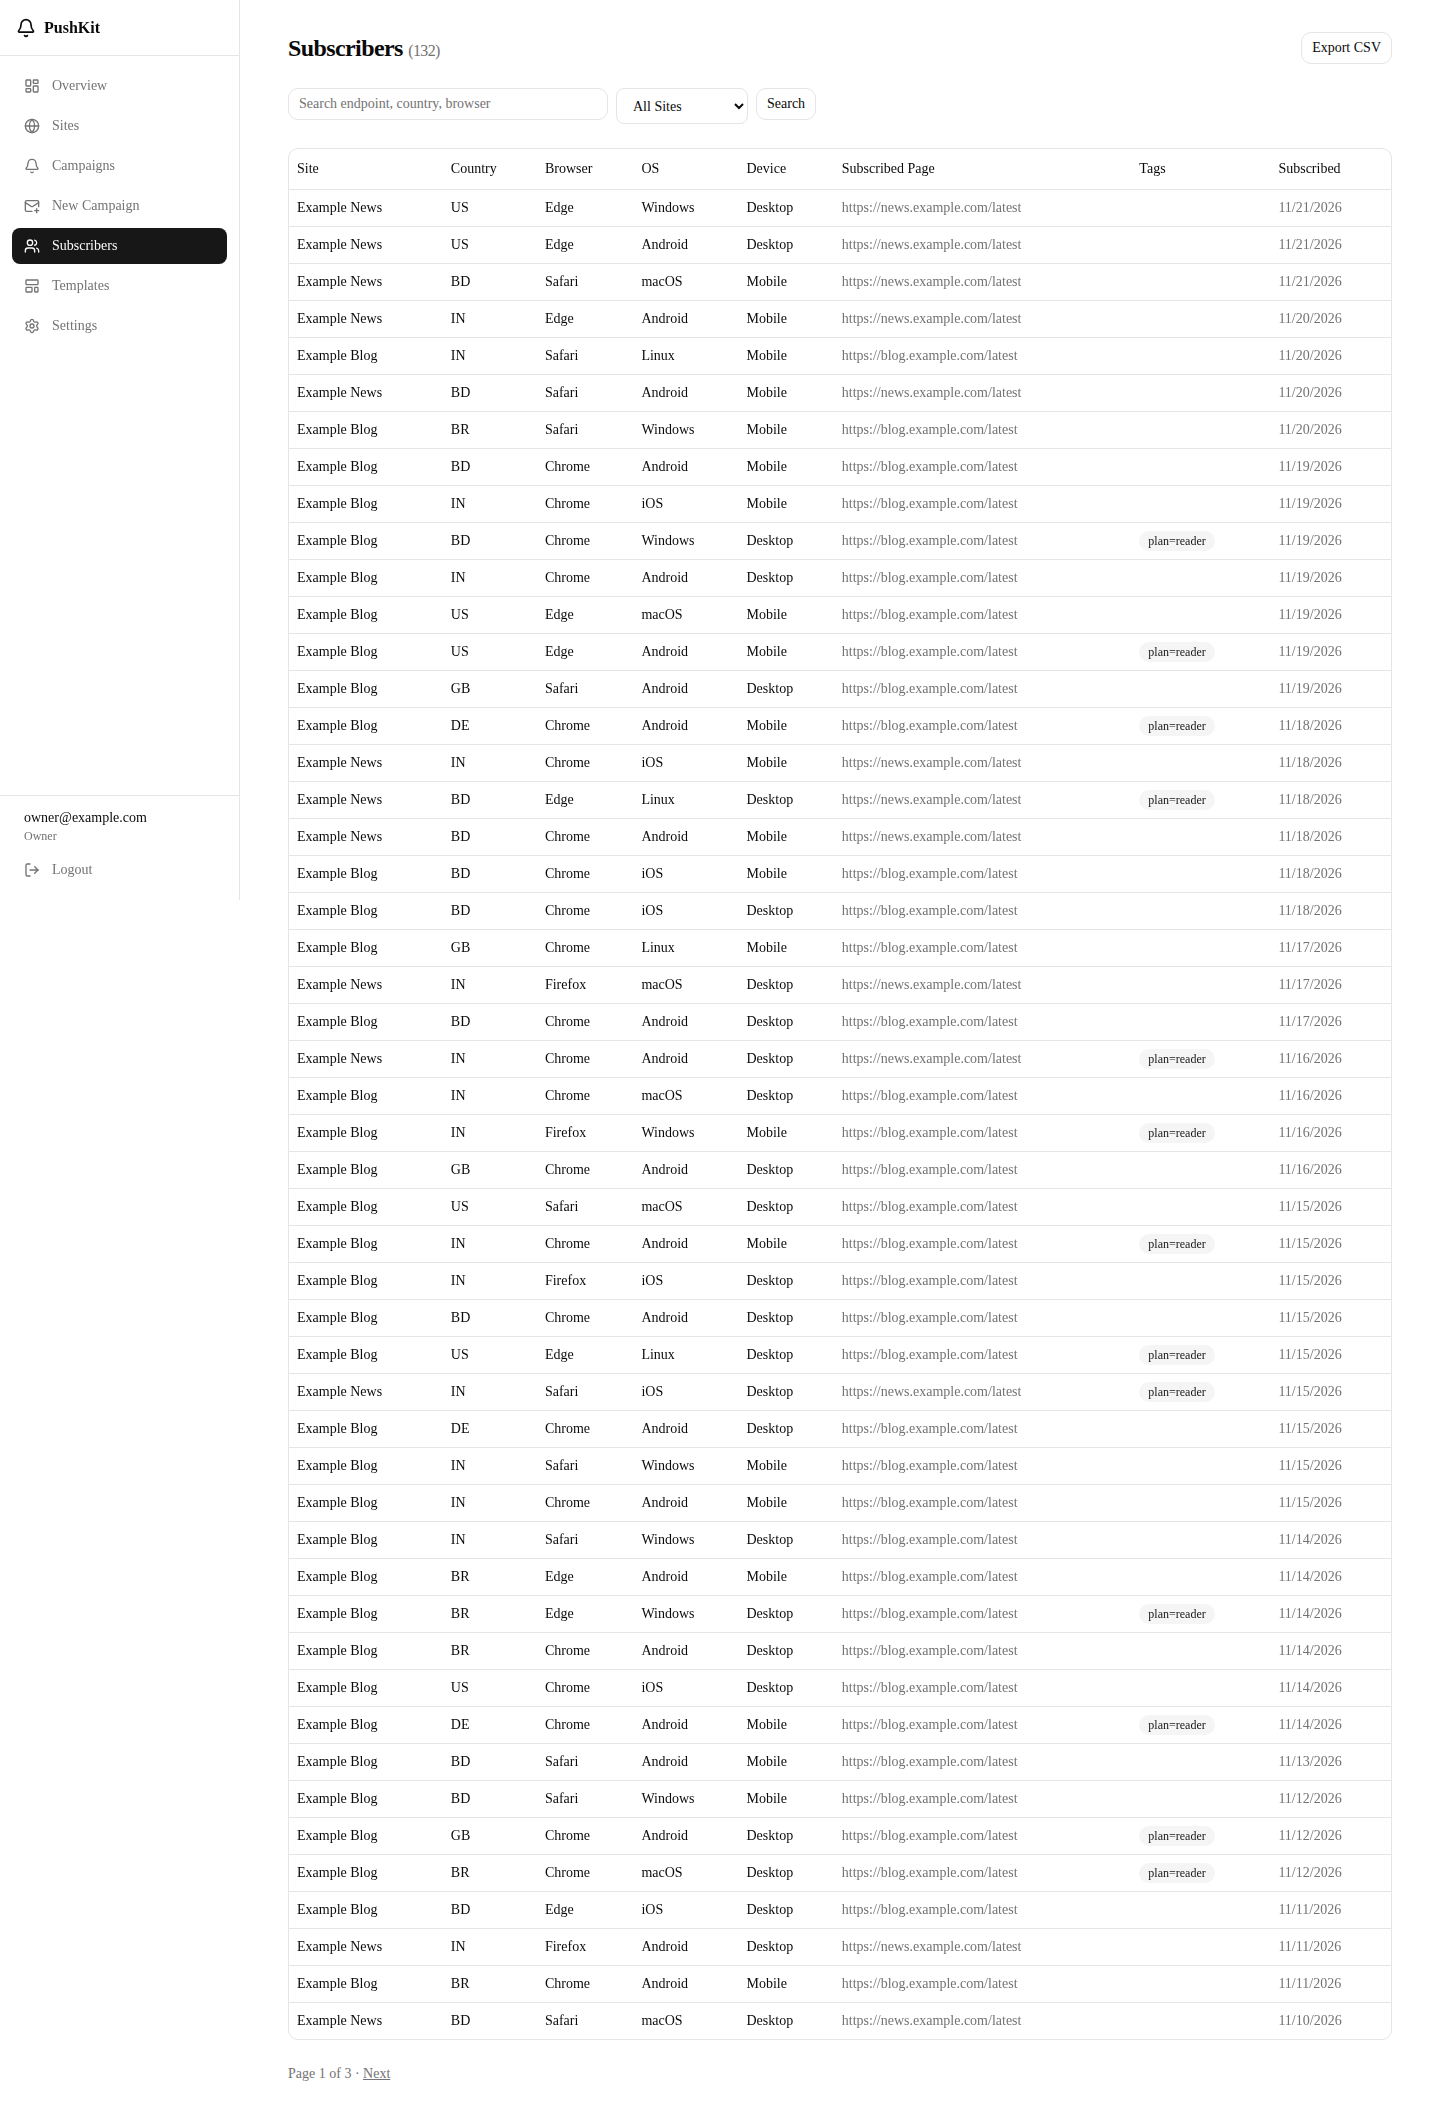 PushKit
Overview
Sites
Campaigns
New Campaign
Subscribers
Templates
Settings
owner@example.com
Owner
Logout
Subscribers (132)
Export CSV
Search endpoint, country, browser All Sites Search
Site Country Browser OS Device Subscribed Page Tags Subscribed
Example News US Edge Windows Desktop https://news.example.com/latest 11/21/2026
Example News US Edge Android Desktop https://news.example.com/latest 11/21/2026
Example News BD Safari macOS Mobile https://news.example.com/latest 11/21/2026
Example News IN Edge Android Mobile https://news.example.com/latest 11/20/2026
Example Blog IN Safari Linux Mobile https://blog.example.com/latest 11/20/2026
Example News BD Safari Android Mobile https://news.example.com/latest 11/20/2026
Example Blog BR Safari Windows Mobile https://blog.example.com/latest 11/20/2026
Example Blog BD Chrome Android Mobile https://blog.example.com/latest 11/19/2026
Example Blog IN Chrome iOS Mobile https://blog.example.com/latest 11/19/2026
Example Blog BD Chrome Windows Desktop https://blog.example.com/latest plan=reader 11/19/2026
Example Blog IN Chrome Android Desktop https://blog.example.com/latest 11/19/2026
Example Blog US Edge macOS Mobile https://blog.example.com/latest 11/19/2026
Example Blog US Edge Android Mobile https://blog.example.com/latest plan=reader 11/19/2026
Example Blog GB Safari Android Desktop https://blog.example.com/latest 11/19/2026
Example Blog DE Chrome Android Mobile https://blog.example.com/latest plan=reader 11/18/2026
Example News IN Chrome iOS Mobile https://news.example.com/latest 11/18/2026
Example News BD Edge Linux Desktop https://news.example.com/latest plan=reader 11/18/2026
Example News BD Chrome Android Mobile https://news.example.com/latest 11/18/2026
Example Blog BD Chrome iOS Mobile https://blog.example.com/latest 11/18/2026
Example Blog BD Chrome iOS Desktop https://blog.example.com/latest 11/18/2026
Example Blog GB Chrome Linux Mobile https://blog.example.com/latest 11/17/2026
Example News IN Firefox macOS Desktop https://news.example.com/latest 11/17/2026
Example Blog BD Chrome Android Desktop https://blog.example.com/latest 11/17/2026
Example News IN Chrome Android Desktop https://news.example.com/latest plan=reader 11/16/2026
Example Blog IN Chrome macOS Desktop https://blog.example.com/latest 11/16/2026
Example Blog IN Firefox Windows Mobile https://blog.example.com/latest plan=reader 11/16/2026
Example Blog GB Chrome Android Desktop https://blog.example.com/latest 11/16/2026
Example Blog US Safari macOS Desktop https://blog.example.com/latest 11/15/2026
Example Blog IN Chrome Android Mobile https://blog.example.com/latest plan=reader 11/15/2026
Example Blog IN Firefox iOS Desktop https://blog.example.com/latest 11/15/2026
Example Blog BD Chrome Android Desktop https://blog.example.com/latest 11/15/2026
Example Blog US Edge Linux Desktop https://blog.example.com/latest plan=reader 11/15/2026
Example News IN Safari iOS Desktop https://news.example.com/latest plan=reader 11/15/2026
Example Blog DE Chrome Android Desktop https://blog.example.com/latest 11/15/2026
Example Blog IN Safari Windows Mobile https://blog.example.com/latest 11/15/2026
Example Blog IN Chrome Android Mobile https://blog.example.com/latest 11/15/2026
Example Blog IN Safari Windows Desktop https://blog.example.com/latest 11/14/2026
Example Blog BR Edge Android Mobile https://blog.example.com/latest 11/14/2026
Example Blog BR Edge Windows Desktop https://blog.example.com/latest plan=reader 11/14/2026
Example Blog BR Chrome Android Desktop https://blog.example.com/latest 11/14/2026
Example Blog US Chrome iOS Desktop https://blog.example.com/latest 11/14/2026
Example Blog DE Chrome Android Mobile https://blog.example.com/latest plan=reader 11/14/2026
Example Blog BD Safari Android Mobile https://blog.example.com/latest 11/13/2026
Example Blog BD Safari Windows Mobile https://blog.example.com/latest 11/12/2026
Example Blog GB Chrome Android Desktop https://blog.example.com/latest plan=reader 11/12/2026
Example Blog BR Chrome macOS Desktop https://blog.example.com/latest plan=reader 11/12/2026
Example Blog BD Edge iOS Desktop https://blog.example.com/latest 11/11/2026
Example News IN Firefox Android Desktop https://news.example.com/latest 11/11/2026
Example Blog BR Chrome Android Mobile https://blog.example.com/latest 11/11/2026
Example News BD Safari macOS Desktop https://news.example.com/latest 11/10/2026
Page 1 of 3 · Next